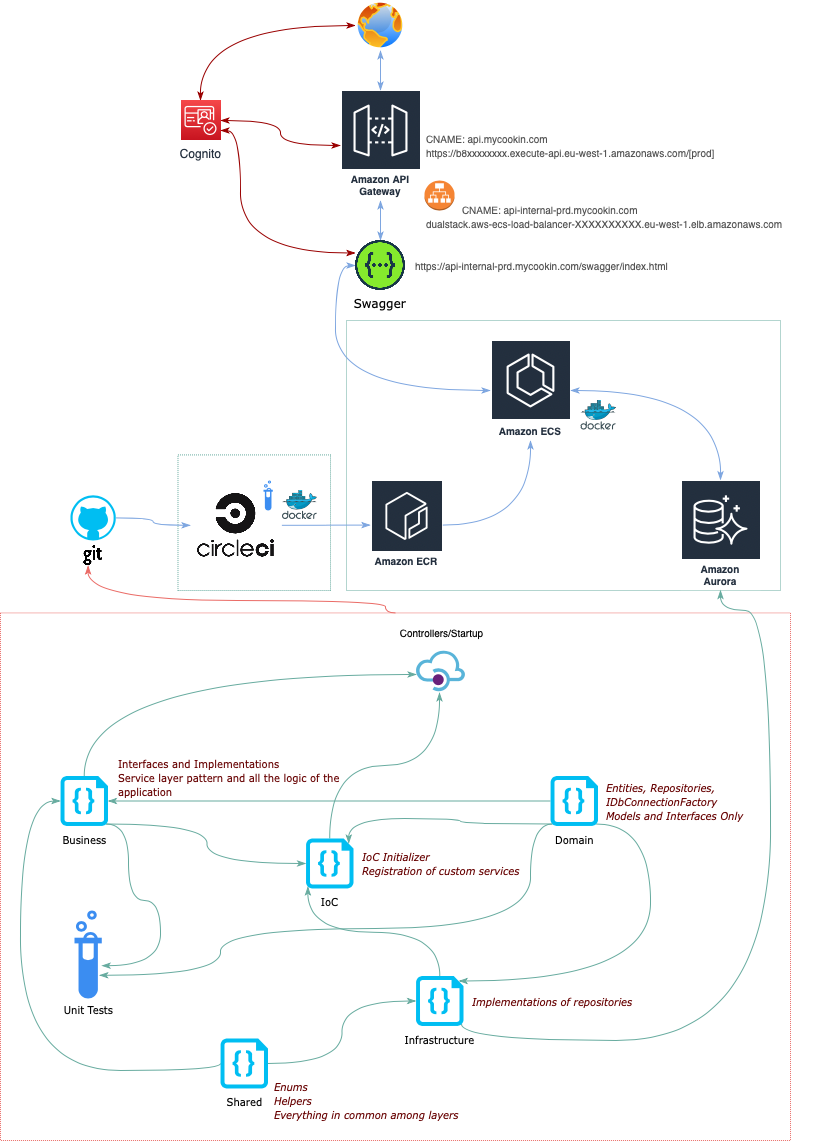 Cognito
Amazon API
Gateway
CNAME: api.mycookin.com
https://b8xxxxxxxx.execute-api.eu-west-1.amazonaws.com/[prod]
CNAME: api-internal-prd.mycookin.com
dualstack.aws-ecs-load-balancer-XXXXXXXXXX.eu-west-1.elb.amazonaws.com
https://api-internal-prd.mycookin.com/swagger/index.html
Swagger
Amazon ECS
docker
git
circleci
docker
Amazon ECR
Amazon
Aurora
Controllers/Startup
Interfaces and Implementations
Service layer pattern and all the logic of the
application
Business
Entities, Repositories,
IDbConnectionFactory
Models and Interfaces Only
Domain
IoC Initializer
Registration of custom services
IoC
Unit Tests
Implementations of repositories
Infrastructure
Shared
Enums
Helpers
Everything in common among layers